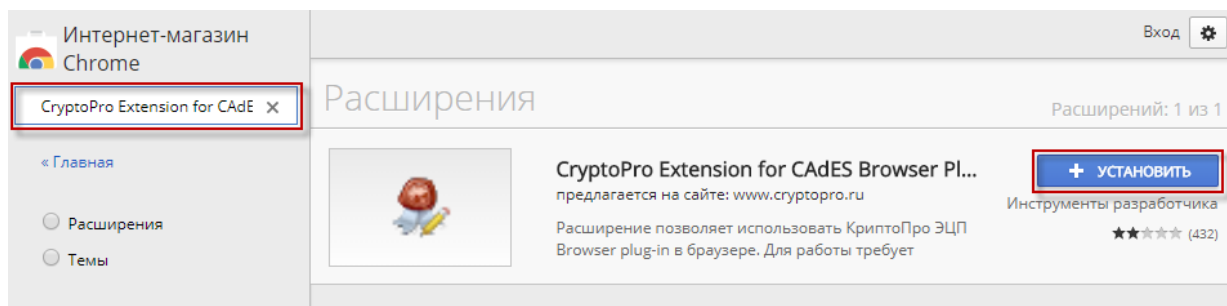 Интернет-магазин
Chrome
CryptoPro Extension for CAdE
« Главная
Расширения
Темы
Вход
Расширения
Расширений: 1 из 1
CryptoPro Extension for CAdES Browser Pl...
предлагается на сайте: www.cryptopro.ru
Расширение позволяет использовать КриптоПро ЭЦП
Browser plug-in в браузере. Для работы требует
+ УСТАНОВИТЬ
Инструменты разработчика
(432)